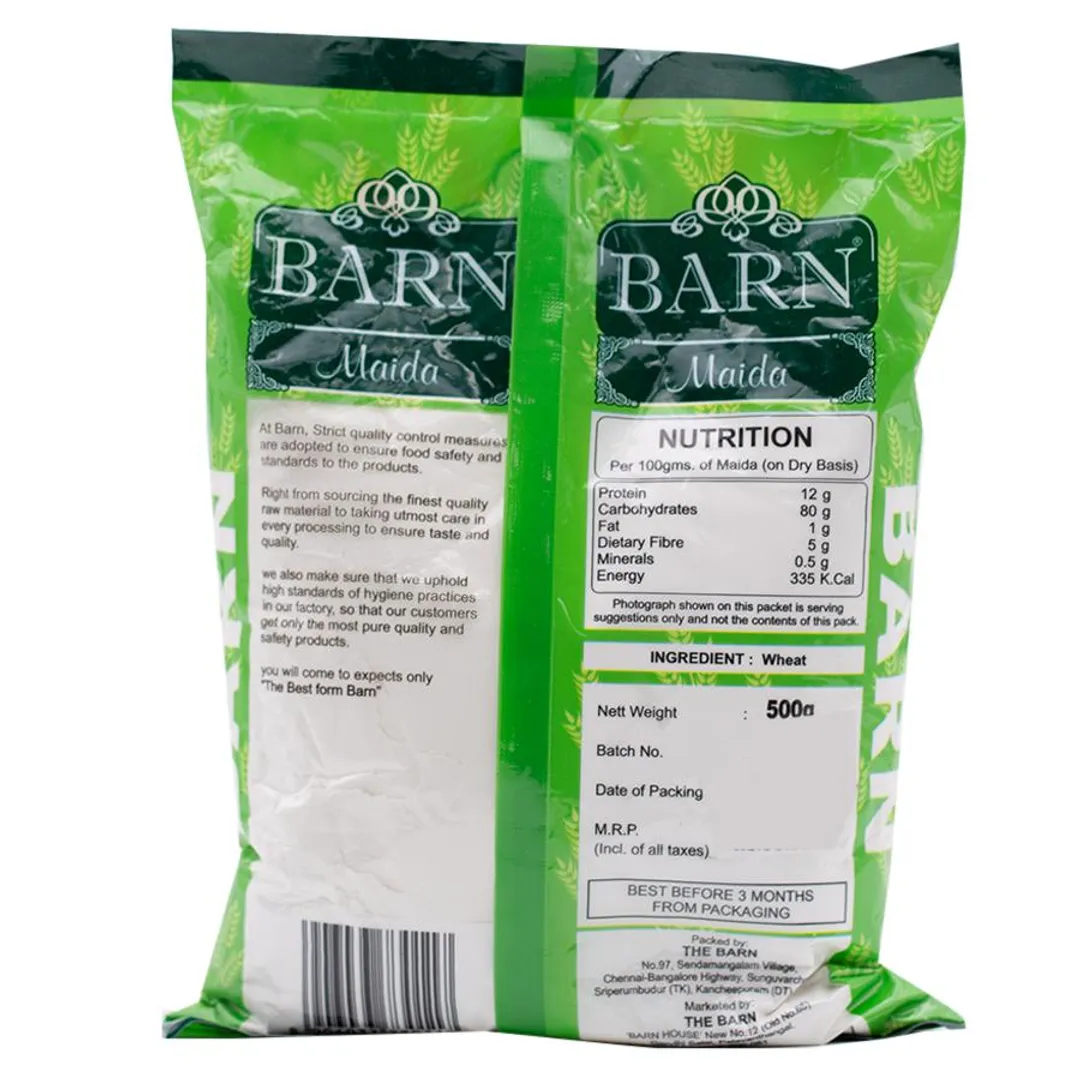 BARN
Maida
At Barn, Strict quality control measures
are adopted to ensure food safety and
standards to the products.
Right from sourcing the finest quality
raw material to taking utmost care in
every processing to ensure taste and
quality.
we also make sure that we uphold
high standards of hygiene practices
in our factory, so that our customers
get only the most pure quality and
safety products.
you will come to expects only
"The Best form Barn"
BARN®
Maida
NUTRITION
Per 100gms. of Maida (on Dry Basis)
Protein 12 g
Carbohydrates 80 g
Fat 1 g
Dietary Fibre 5 g
Minerals 0.5 g
Energy 335 K.Cal
Photograph shown on this packet is serving
suggestions only and not the contents of this pack.
INGREDIENT : Wheat
Nett Weight : 500g
Batch No.
Date of Packing
M.R.P.
(Incl. of all taxes)
BEST BEFORE 3 MONTHS
FROM PACKAGING
Packed by:
THE BARN
No.97, Sendamangalam Village,
Chennai-Bangalore Highway,
Sriperumbudur (TK), Kancheepuram (DT)
Marketed by:
THE BARN
'BARN HOUSE' New No.12 (Old No.65)
BARN